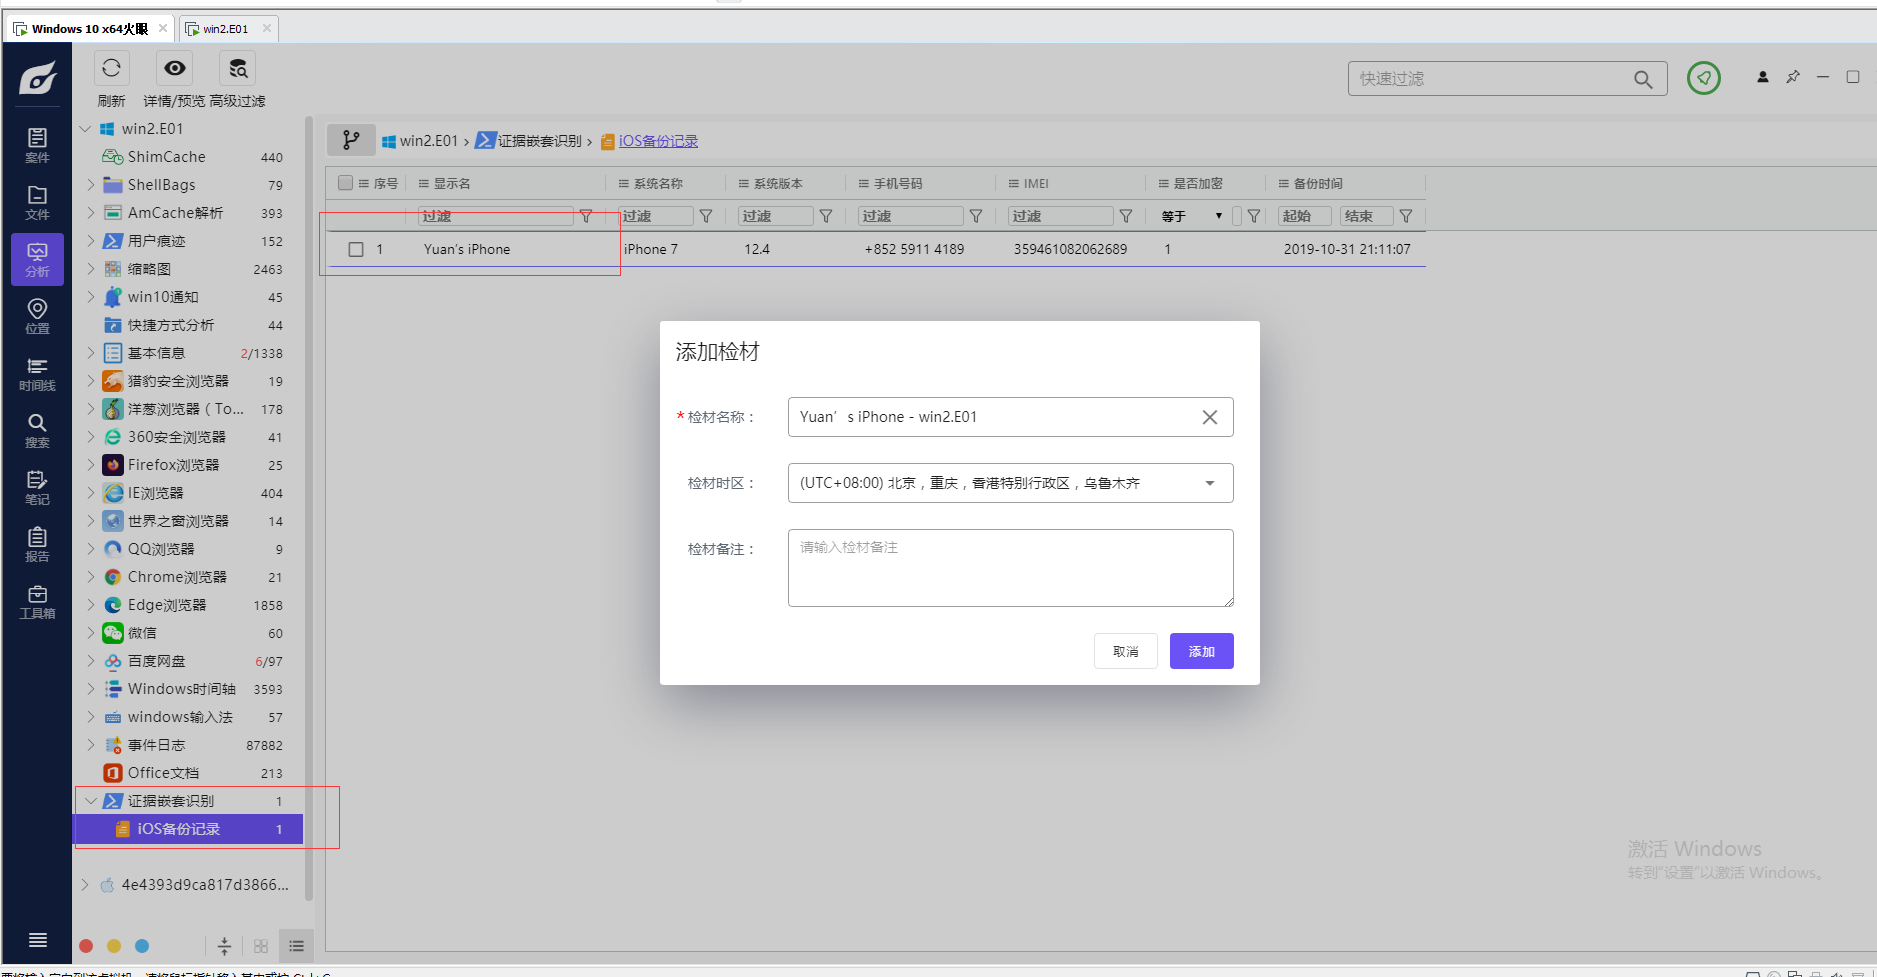 Windows 10 x64火眼
win2.E01
刷新
详情/预览
高级过滤
快速过滤
案件
文件
分析
位置
时间线
搜索
笔记
报告
工具箱
win2.E01
ShimCache 440
ShellBags 79
AmCache解析 393
用户痕迹 152
缩略图 2463
win10通知 45
快捷方式分析 44
基本信息 2/1338
猎豹安全浏览器 19
洋葱浏览器（To... 178
360安全浏览器 41
Firefox浏览器 25
IE浏览器 404
世界之窗浏览器 14
QQ浏览器 9
Chrome浏览器 21
Edge浏览器 1858
微信 60
百度网盘 6/97
Windows时间轴 3593
windows输入法 57
事件日志 87882
Office文档 213
证据嵌套识别 1
iOS备份记录 1
4e4393d9ca817d3866...
win2.E01 › 证据嵌套识别 › iOS备份记录
序号 显示名 系统名称 系统版本 手机号码 IMEI 是否加密 备份时间
过滤 过滤 过滤 过滤 过滤 等于 起始 结束
1 Yuan's iPhone iPhone 7 12.4 +852 5911 4189 359461082062689 1 2019-10-31 21:11:07
添加检材
*检材名称： Yuan’s iPhone - win2.E01
检材时区： (UTC+08:00) 北京，重庆，香港特别行政区，乌鲁木齐
检材备注： 请输入检材备注
取消 添加
激活 Windows
转到"设置"以激活 Windows。